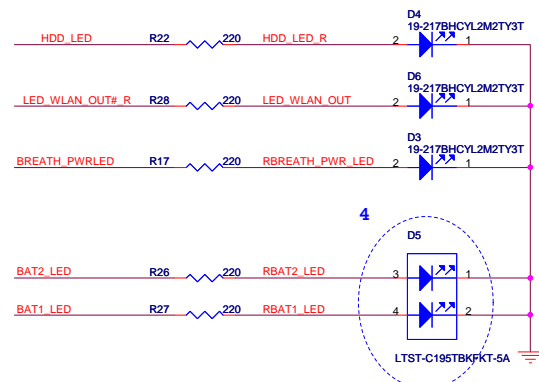 D4
19-217BHCYL2M2TY3T
HDD_LED R22 220 HDD_LED_R 2 1
D6
19-217BHCYL2M2TY3T
LED_WLAN_OUT#_R R28 220 LED_WLAN_OUT 2 1
D3
19-217BHCYL2M2TY3T
BREATH_PWRLED R17 220 RBREATH_PWR_LED 2 1
4
D5
BAT2_LED R26 220 RBAT2_LED 3 1
BAT1_LED R27 220 RBAT1_LED 4 2
LTST-C195TBKFKT-5A